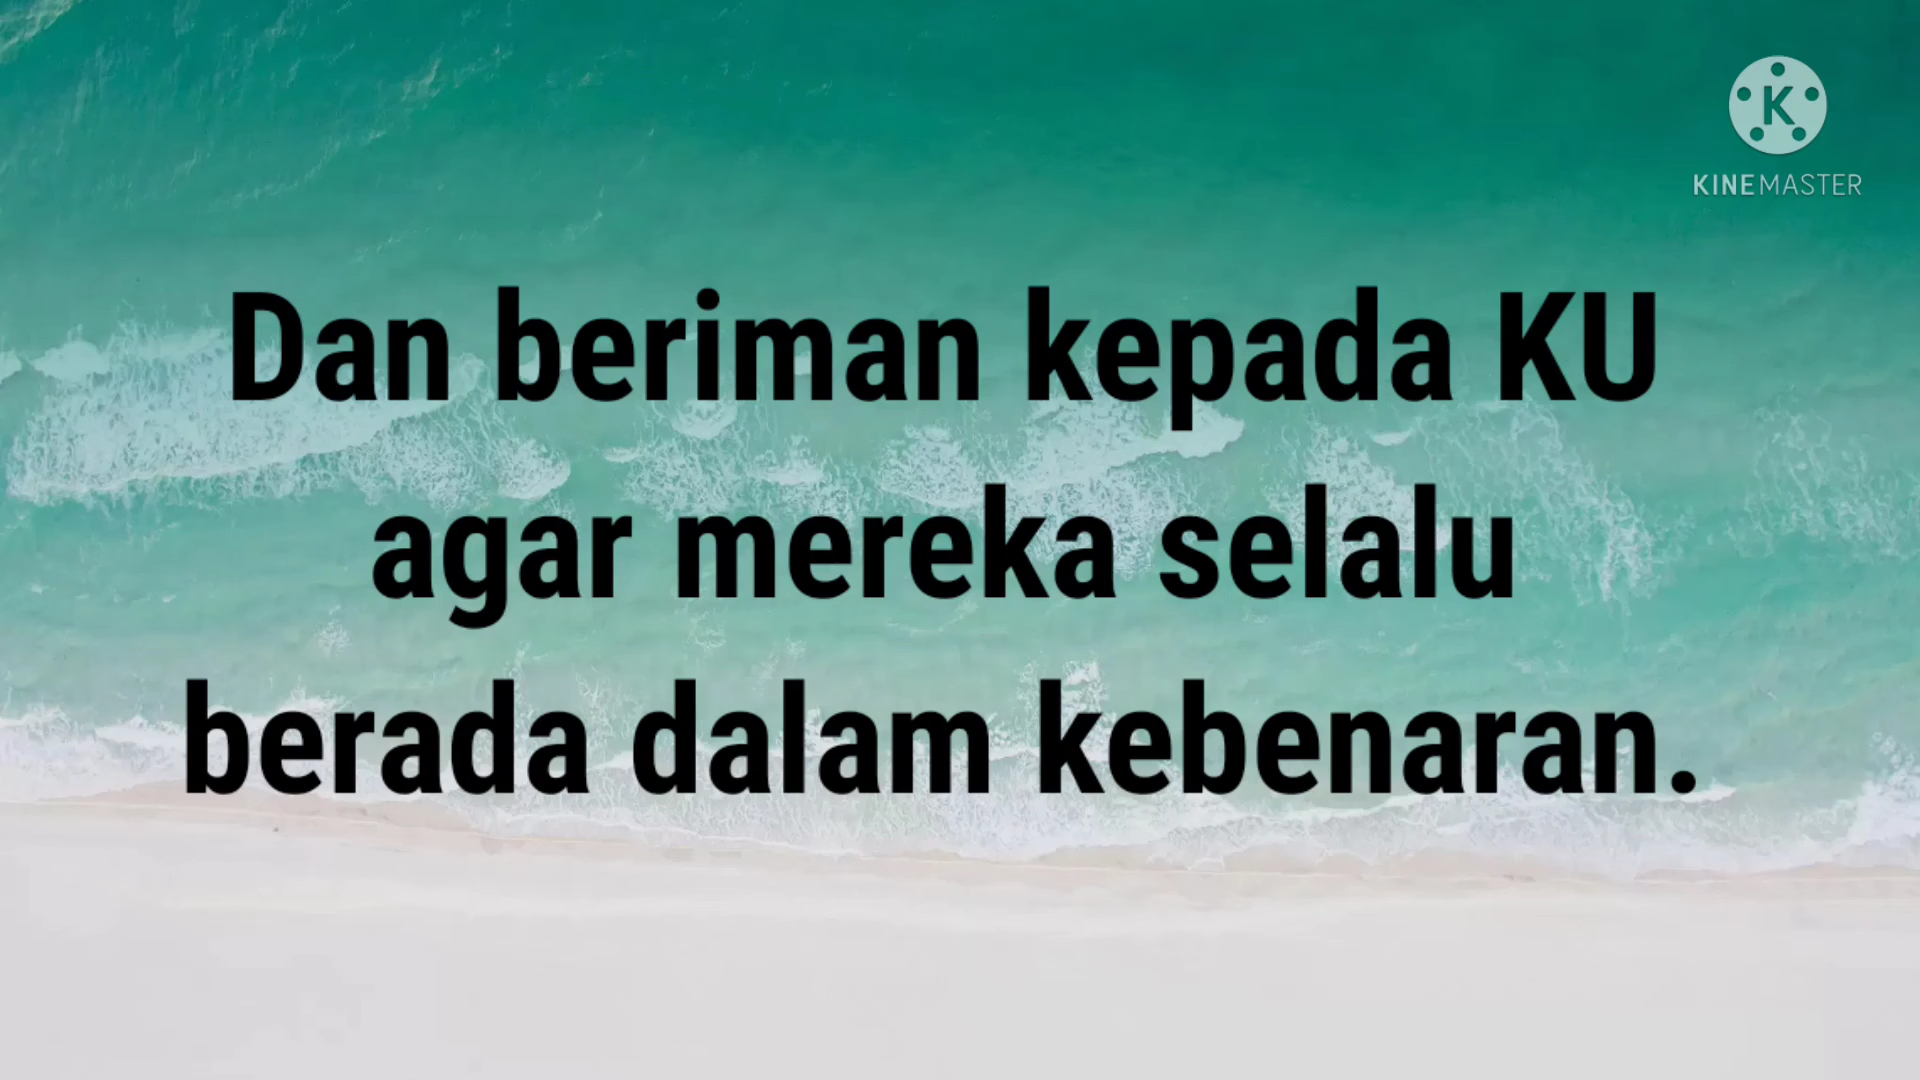 K
KINEMASTER
Dan beriman kepada KU
agar mereka selalu
berada dalam kebenaran.